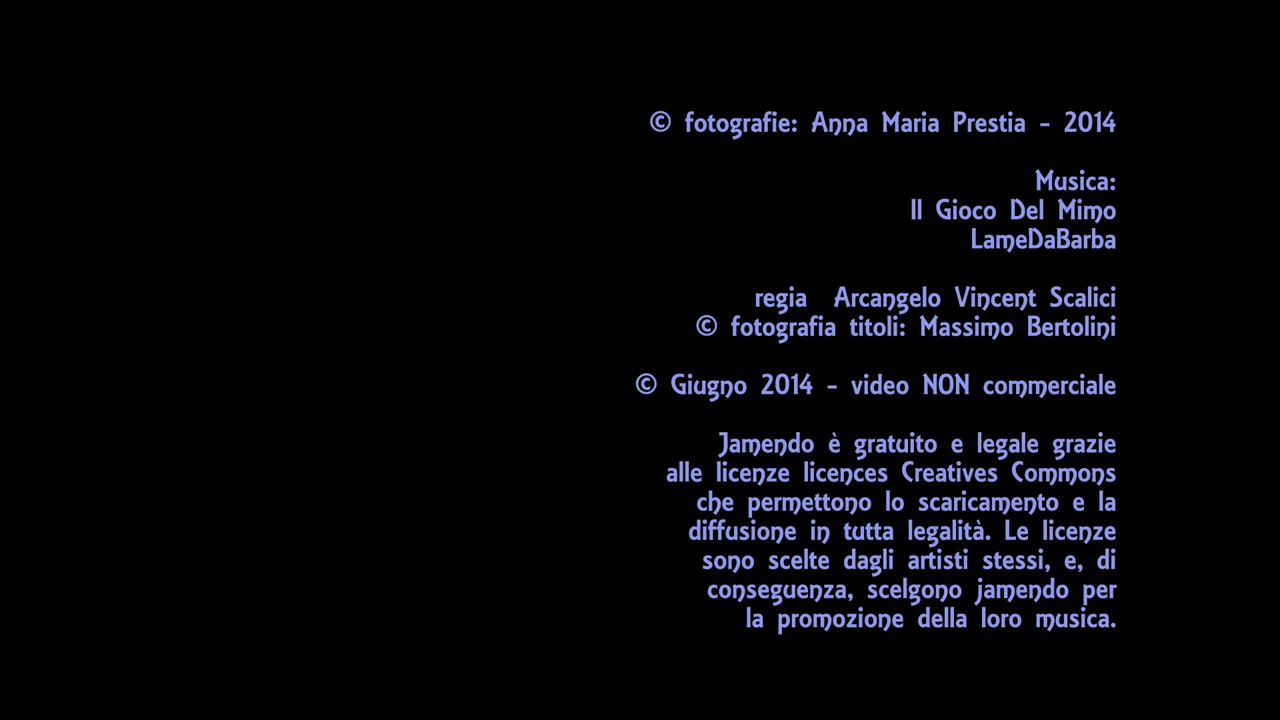 © fotografie: Anna Maria Prestia - 2014
Musica:
Il Gioco Del Mimo
LameDaBarba
regia Arcangelo Vincent Scalici
© fotografia titoli: Massimo Bertolini
© Giugno 2014 - video NON commerciale
Jamendo è gratuito e legale grazie
alle licenze licences Creatives Commons
che permettono lo scaricamento e la
diffusione in tutta legalità. Le licenze
sono scelte dagli artisti stessi, e, di
conseguenza, scelgono jamendo per
la promozione della loro musica.